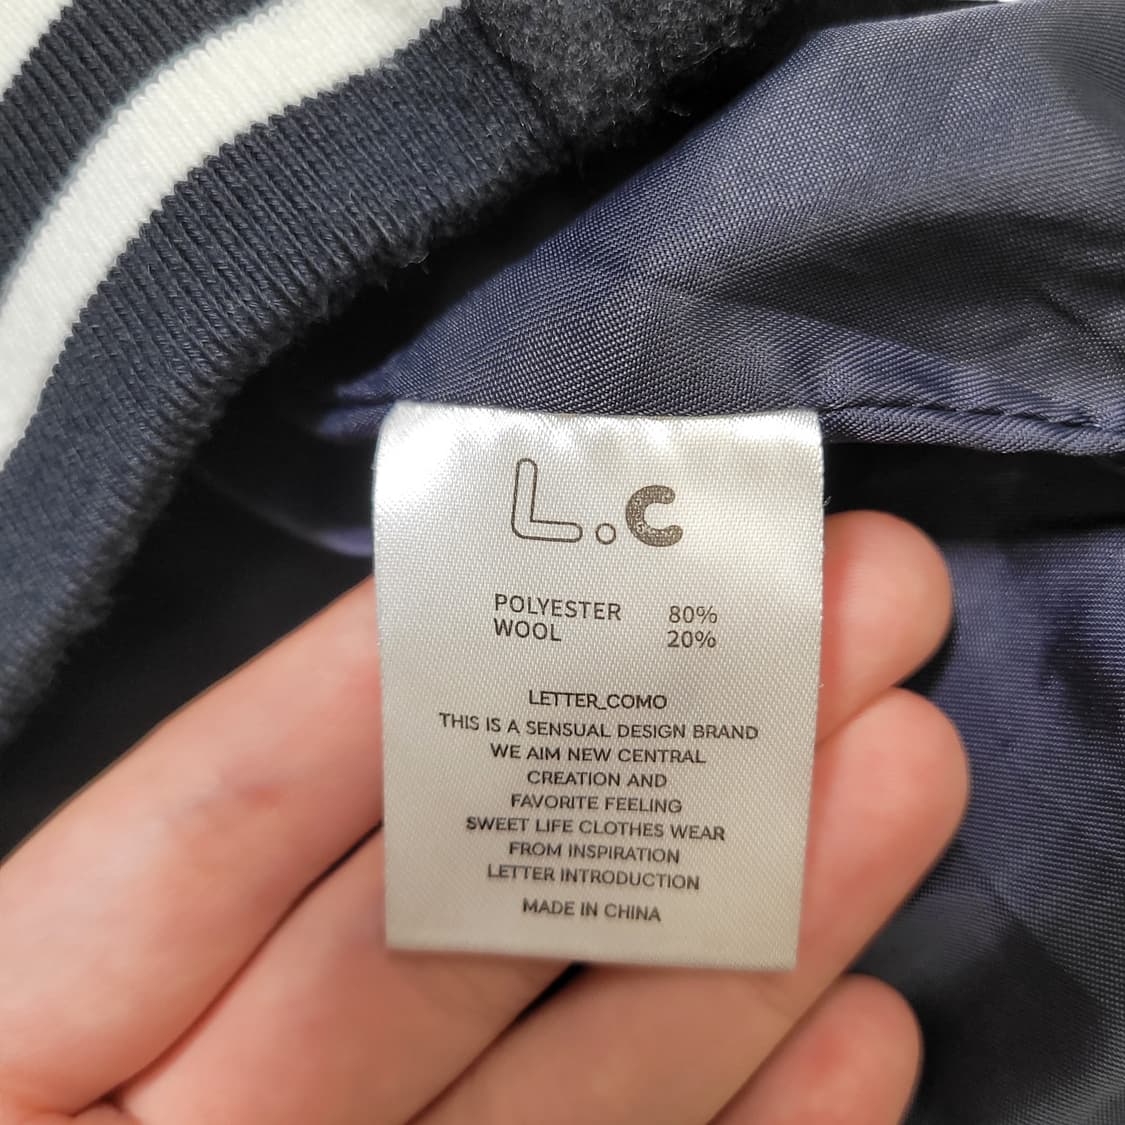 L.c
POLYESTER 80%
WOOL 20%
LETTER_COMO
THIS IS A SENSUAL DESIGN BRAND
WE AIM NEW CENTRAL
CREATION AND
FAVORITE FEELING
SWEET LIFE CLOTHES WEAR
FROM INSPIRATION
LETTER INTRODUCTION
MADE IN CHINA